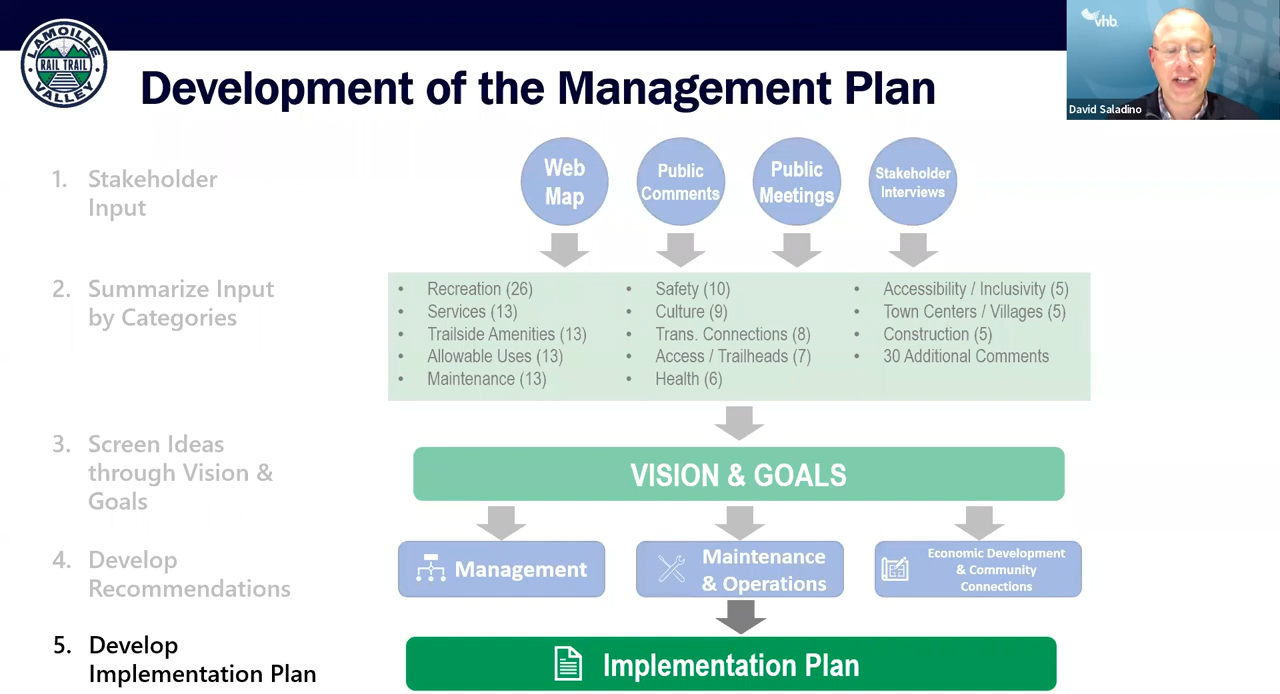 LAMOILLE
RAIL TRAIL
VALLEY
Development of the Management Plan
vhb
David Saladino
1. Stakeholder
Input
Web
Map
Public
Comments
Public
Meetings
Stakeholder
Interviews
2. Summarize Input
by Categories
• Recreation (26)
• Services (13)
• Trailside Amenities (13)
• Allowable Uses (13)
• Maintenance (13)
• Safety (10)
• Culture (9)
• Trans. Connections (8)
• Access / Trailheads (7)
• Health (6)
• Accessibility / Inclusivity (5)
• Town Centers / Villages (5)
• Construction (5)
• 30 Additional Comments
3. Screen Ideas
through Vision &
Goals
VISION & GOALS
4. Develop
Recommendations
Management
Maintenance
& Operations
Economic Development
& Community
Connections
5. Develop
Implementation Plan
Implementation Plan